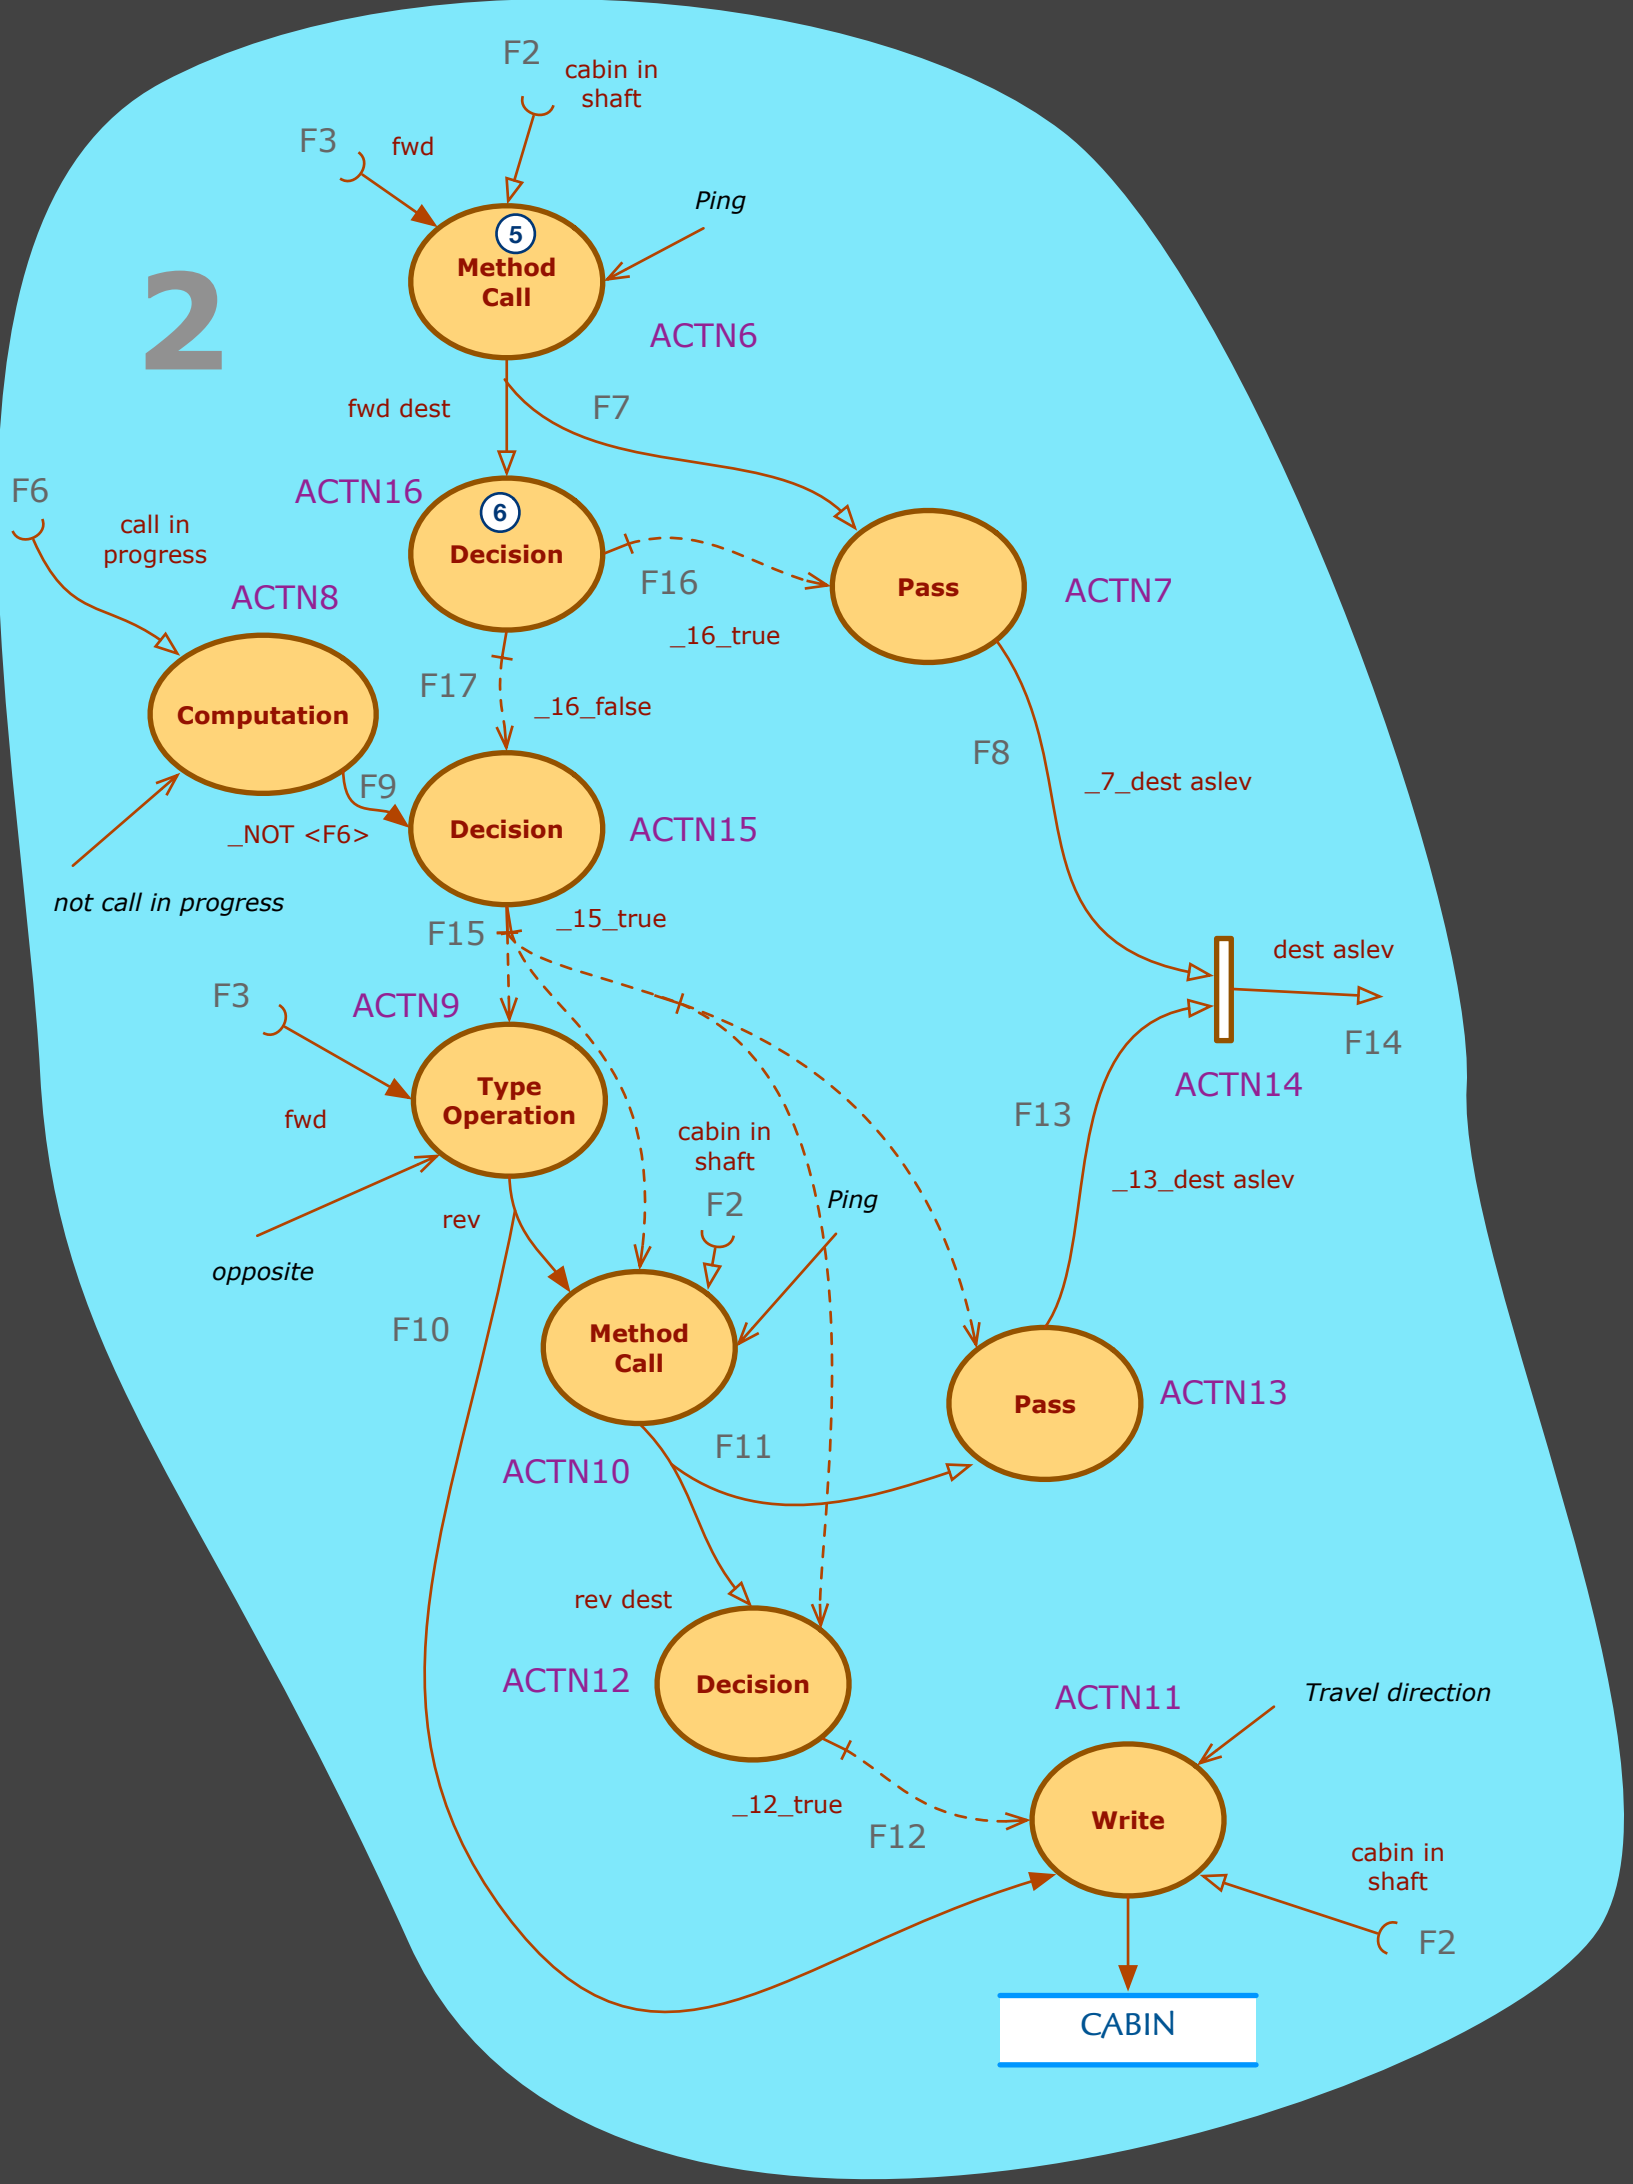 F2
cabin in
shaft
F3
fwd
Ping
5
Method
Call
2
ACTN6
fwd dest
F7
F6
ACTN16
6
call in
progress
Decision
F16
Pass
ACTN7
ACTN8
_16_true
F17
_16_false
Computation
F8
F9
_7_dest aslev
_NOT <F6>
Decision
ACTN15
not call in progress
F15
_15_true
dest aslev
F3
ACTN9
F14
Type
Operation
ACTN14
fwd
F13
cabin in
shaft
_13_dest aslev
F2
Ping
rev
opposite
F10
Method
Call
ACTN13
Pass
F11
ACTN10
rev dest
ACTN12
Decision
ACTN11
Travel direction
_12_true
F12
Write
cabin in
shaft
F2
CABIN